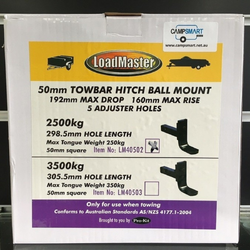 CAMPSMART
www.campsmart.net.au
LoadMaster
50mm TOWBAR HITCH BALL MOUNT
192mm MAX DROP 160mm MAX RISE
5 ADJUSTER HOLES
2500kg
298.5mm HOLE LENGTH
Max Tongue Weight 250kg
50mm square Item No: LM40502
3500kg
305.5mm HOLE LENGTH
Max Tongue Weight 350kg
50mm square Item No: LM40503
Only for use when towing
Conforms to Australian Standards AS/NZS 4177.1-2004
Brought to you by